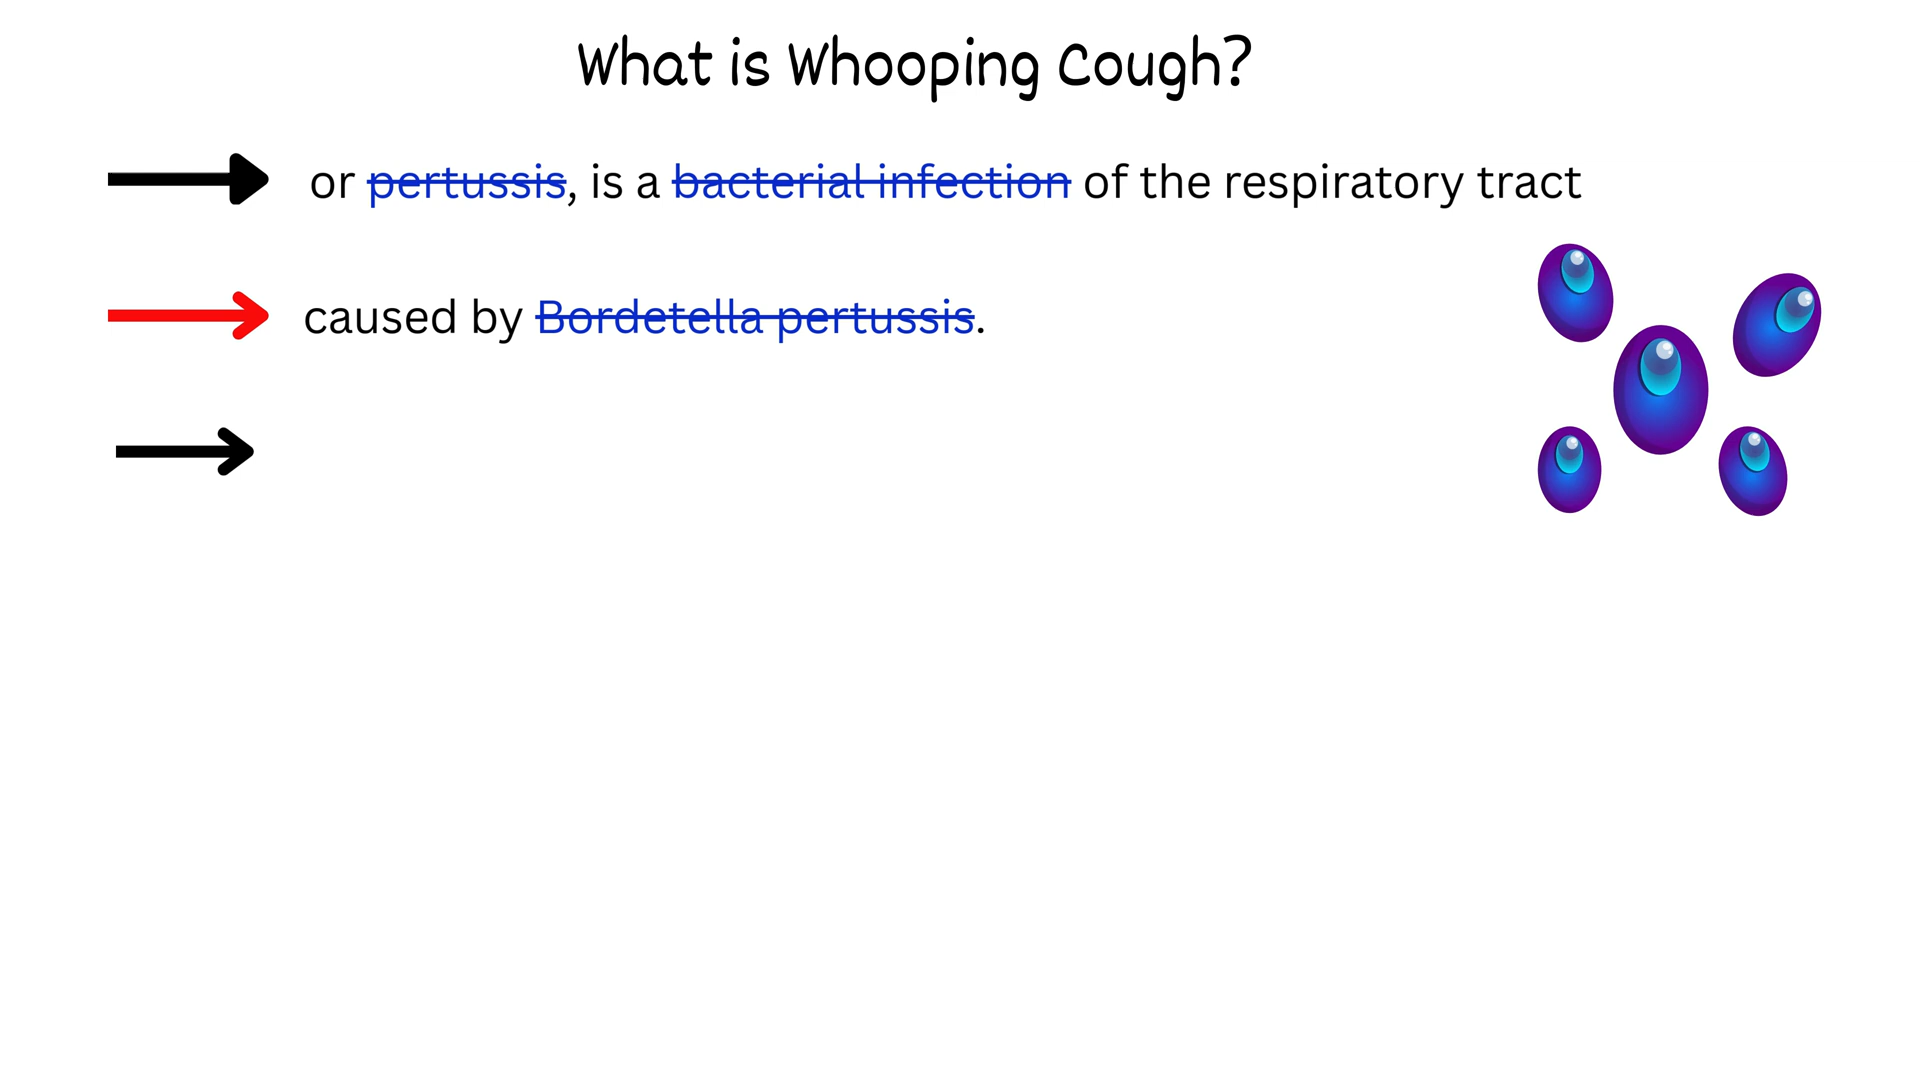 What is Whooping Cough?
or pertussis, is a bacterial infection of the respiratory tract
caused by Bordetella pertussis.